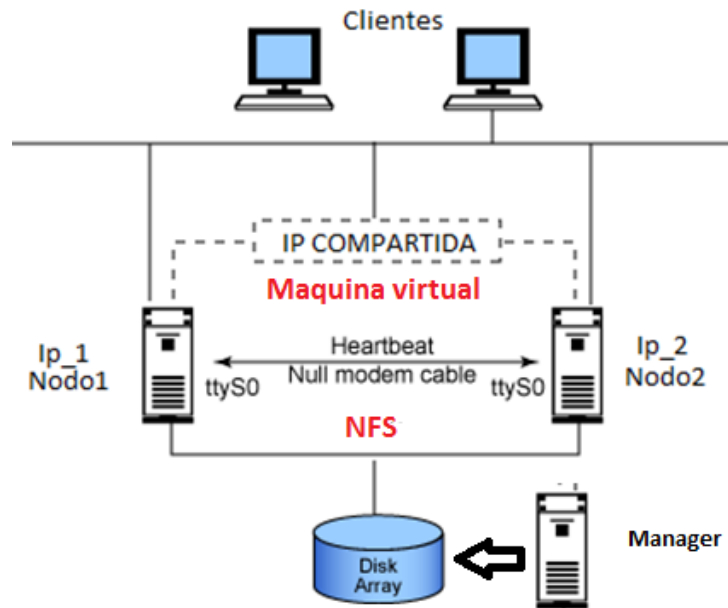 Clientes
IP COMPARTIDA
Maquina virtual
Ip_1
Nodo1
ttyS0
Heartbeat
Null modem cable
ttyS0
Ip_2
Nodo2
NFS
Disk
Array
Manager